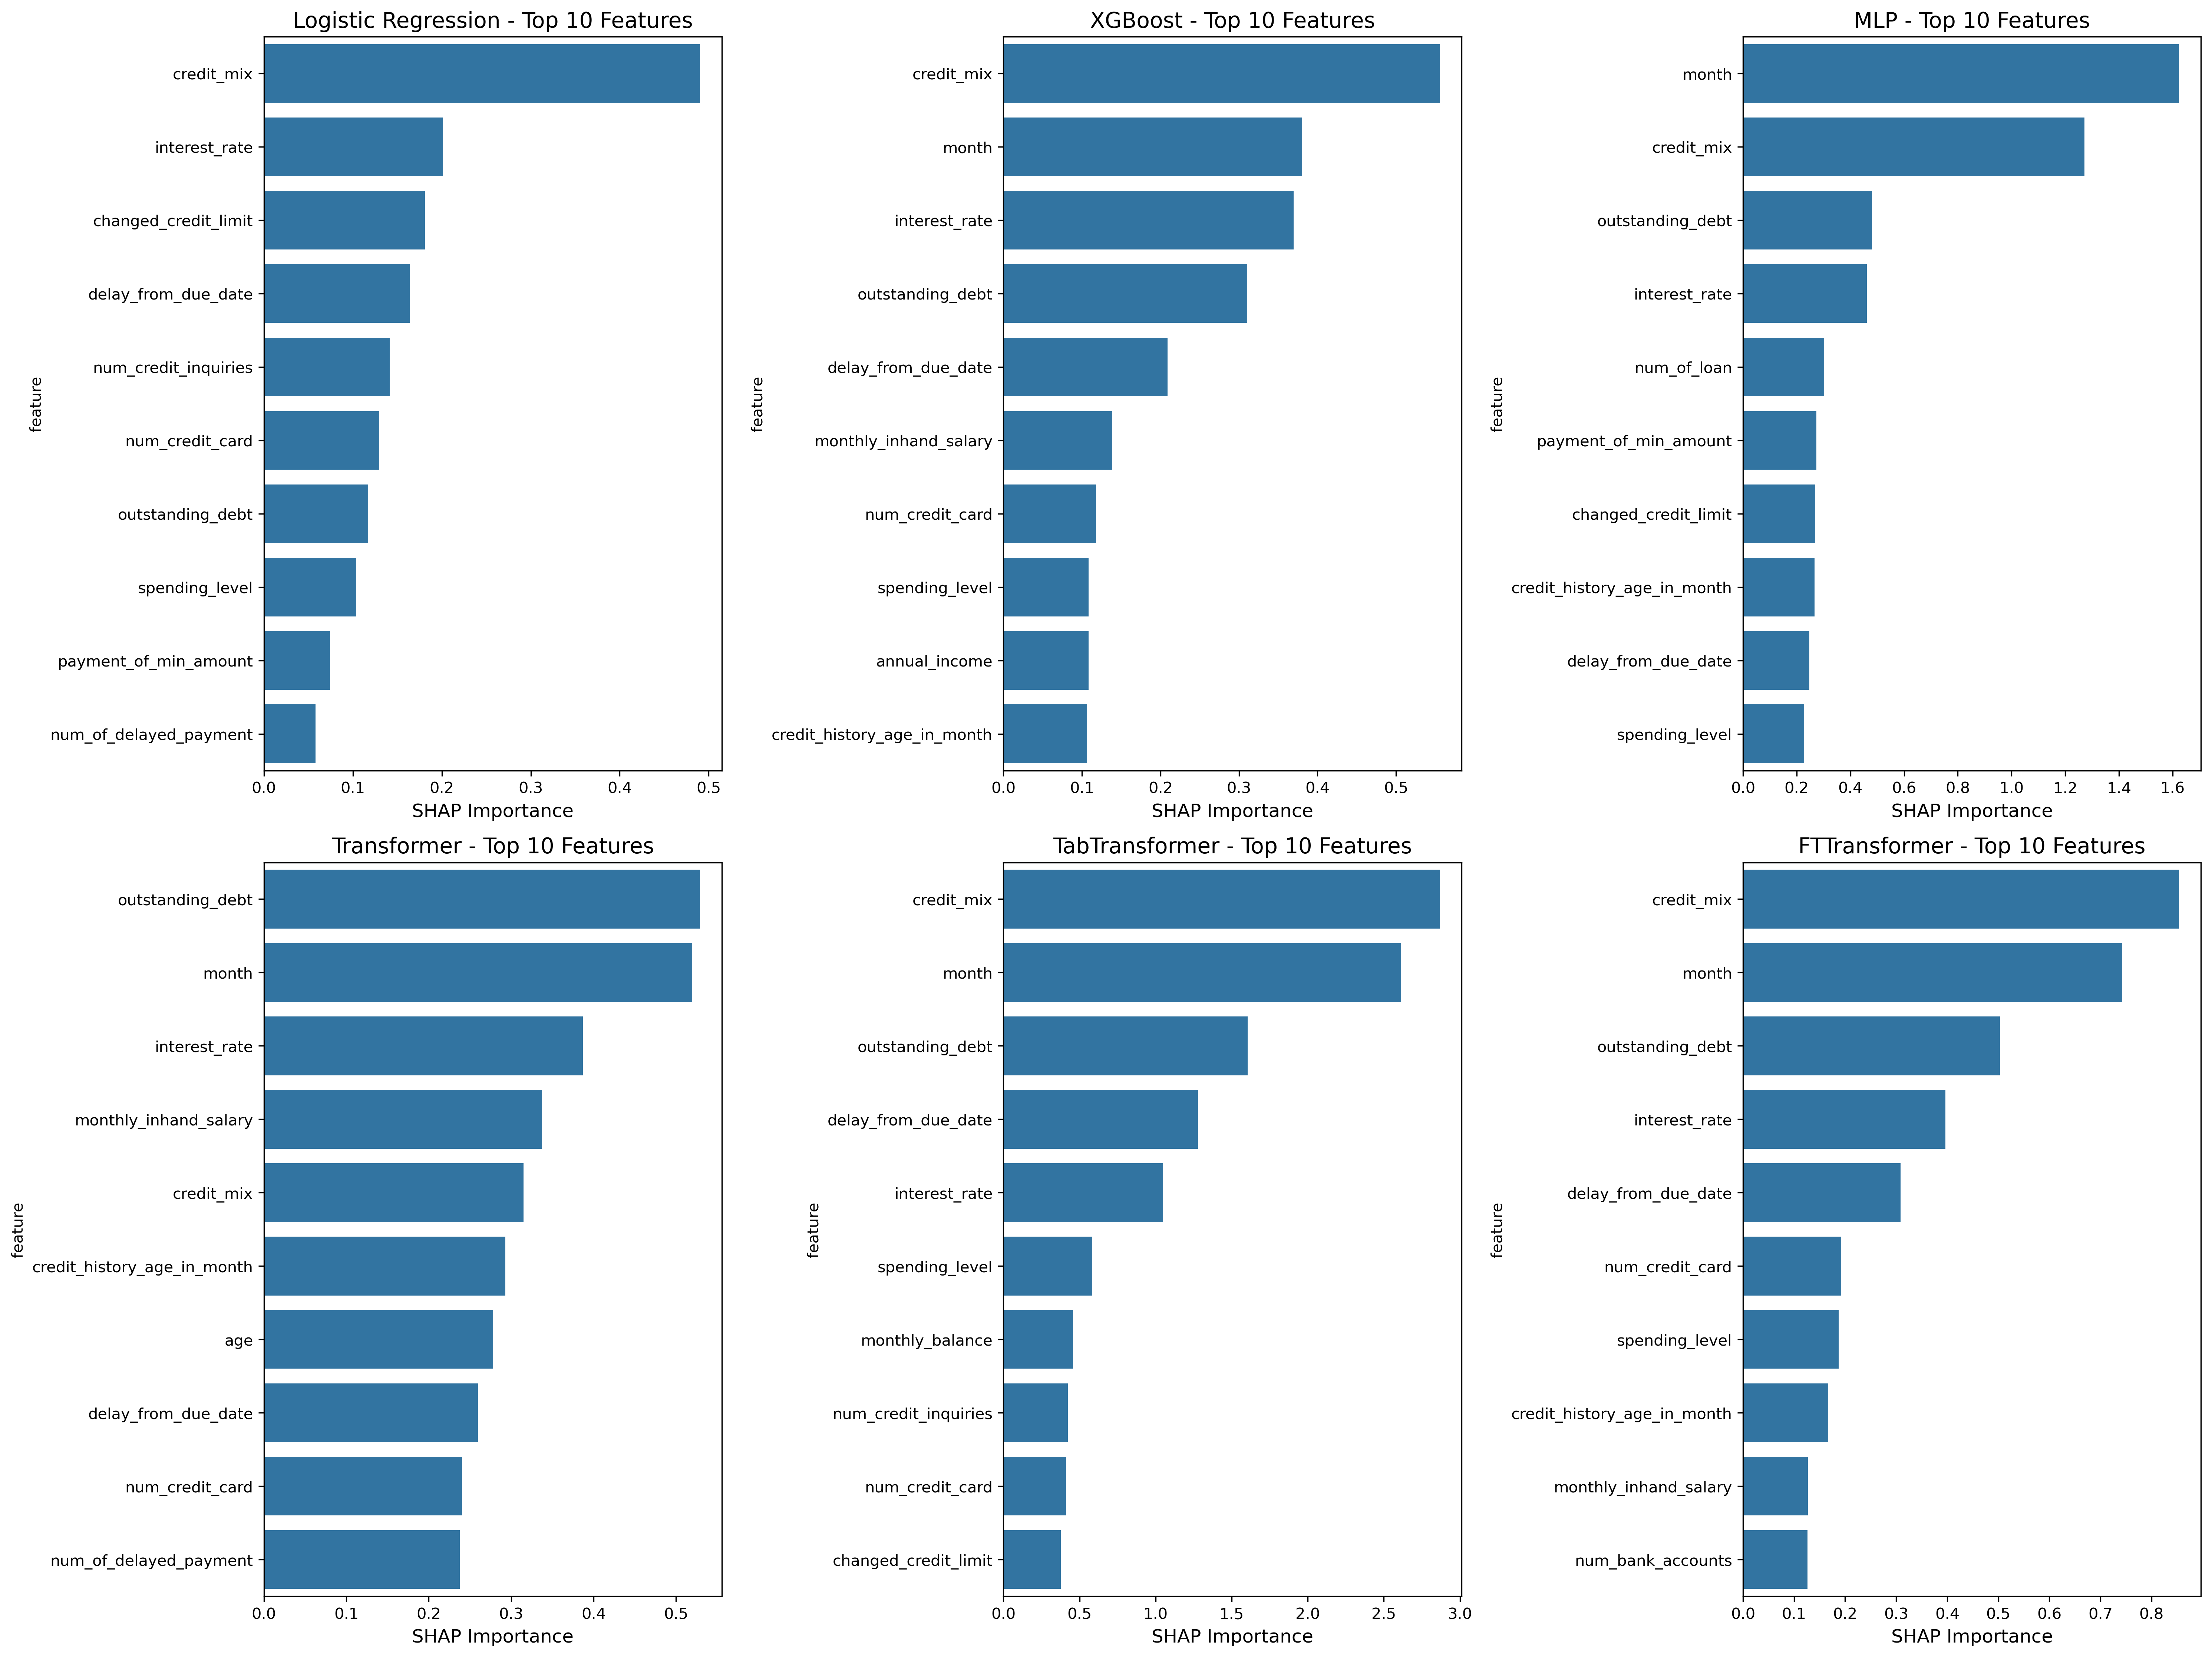 Logistic Regression - Top 10 Features
feature
credit_mix
interest_rate
changed_credit_limit
delay_from_due_date
num_credit_inquiries
num_credit_card
outstanding_debt
spending_level
payment_of_min_amount
num_of_delayed_payment
0.0 0.1 0.2 0.3 0.4 0.5
SHAP Importance
XGBoost - Top 10 Features
feature
credit_mix
month
interest_rate
outstanding_debt
delay_from_due_date
monthly_inhand_salary
num_credit_card
spending_level
annual_income
credit_history_age_in_month
0.0 0.1 0.2 0.3 0.4 0.5
SHAP Importance
MLP - Top 10 Features
feature
month
credit_mix
outstanding_debt
interest_rate
num_of_loan
payment_of_min_amount
changed_credit_limit
credit_history_age_in_month
delay_from_due_date
spending_level
0.0 0.2 0.4 0.6 0.8 1.0 1.2 1.4 1.6
SHAP Importance
Transformer - Top 10 Features
feature
outstanding_debt
month
interest_rate
monthly_inhand_salary
credit_mix
credit_history_age_in_month
age
delay_from_due_date
num_credit_card
num_of_delayed_payment
0.0 0.1 0.2 0.3 0.4 0.5
SHAP Importance
TabTransformer - Top 10 Features
feature
credit_mix
month
outstanding_debt
delay_from_due_date
interest_rate
spending_level
monthly_balance
num_credit_inquiries
num_credit_card
changed_credit_limit
0.0 0.5 1.0 1.5 2.0 2.5 3.0
SHAP Importance
FTTransformer - Top 10 Features
feature
credit_mix
month
outstanding_debt
interest_rate
delay_from_due_date
num_credit_card
spending_level
credit_history_age_in_month
monthly_inhand_salary
num_bank_accounts
0.0 0.1 0.2 0.3 0.4 0.5 0.6 0.7 0.8
SHAP Importance